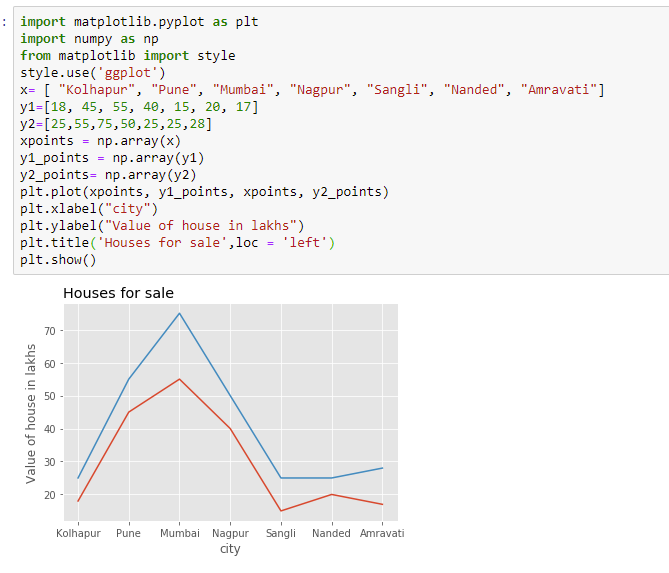 :
import matplotlib.pyplot as plt
import numpy as np
from matplotlib import style
style.use('ggplot')
x= [ "Kolhapur", "Pune", "Mumbai", "Nagpur", "Sangli", "Nanded", "Amravati"]
y1=[18, 45, 55, 40, 15, 20, 17]
y2=[25,55,75,50,25,25,28]
xpoints = np.array(x)
y1_points = np.array(y1)
y2_points= np.array(y2)
plt.plot(xpoints, y1_points, xpoints, y2_points)
plt.xlabel("city")
plt.ylabel("Value of house in lakhs")
plt.title('Houses for sale',loc = 'left')
plt.show()
Houses for sale
Value of house in lakhs
70
60
50
40
30
20
Kolhapur Pune Mumbai Nagpur Sangli Nanded Amravati
city